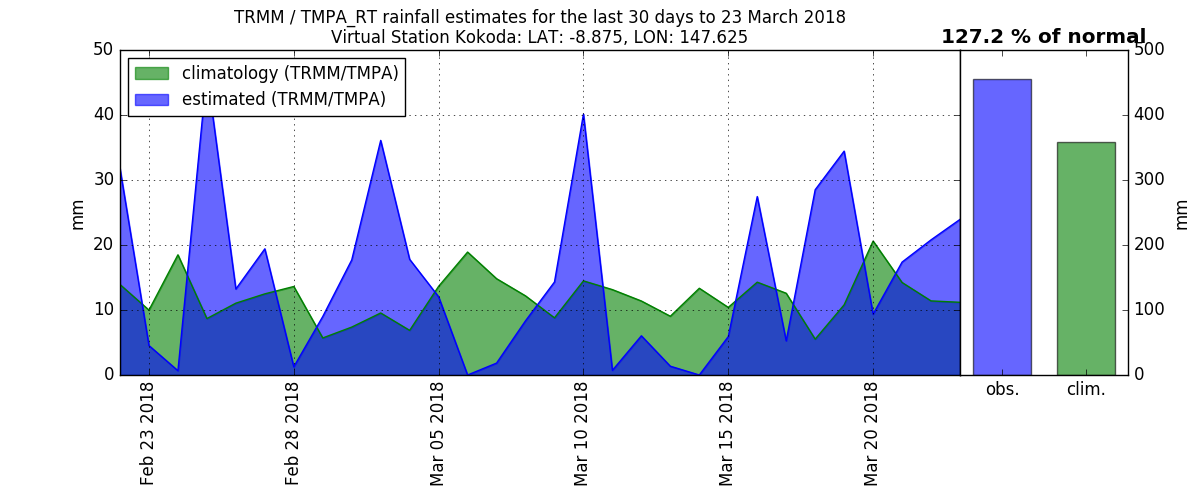 TRMM / TMPA_RT rainfall estimates for the last 30 days to 23 March 2018
Virtual Station Kokoda: LAT: -8.875, LON: 147.625
127.2 % of normal
climatology (TRMM/TMPA)
estimated (TRMM/TMPA)
mm
50
40
30
20
10
0
Feb 23 2018
Feb 28 2018
Mar 05 2018
Mar 10 2018
Mar 15 2018
Mar 20 2018
obs.
clim.
500
400
300
200
100
0
mm